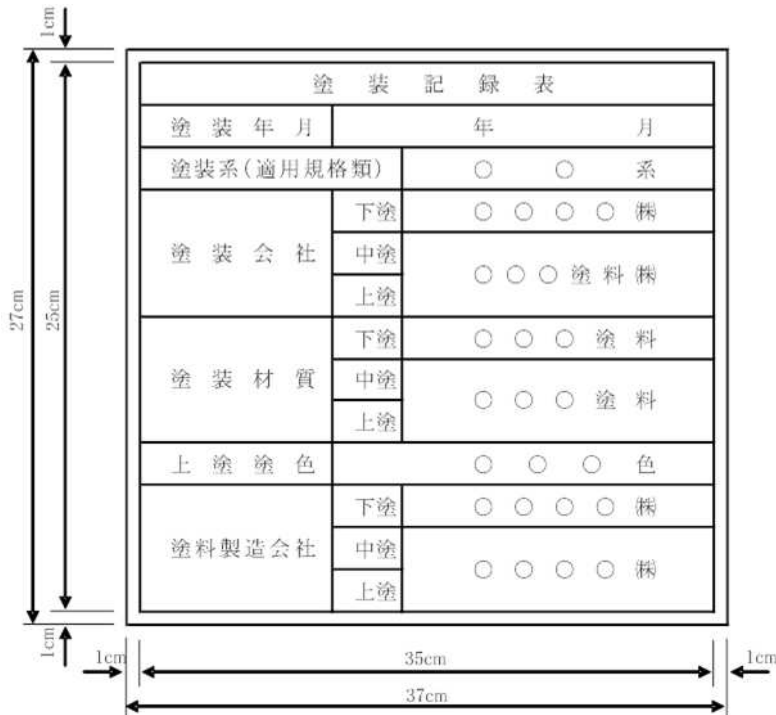 1cm
塗装記録表
塗装年月 年 月
塗装系(適用規格類) ○ ○ 系
塗装会社 下塗 ○○○○㈱
中塗 ○○○塗料㈱
上塗
塗装材質 下塗 ○○○塗料
中塗 ○○○塗料
上塗
上塗塗色 ○○○色
塗料製造会社 下塗 ○○○○㈱
中塗 ○○○○㈱
上塗
27cm
25cm
1cm
1cm 35cm 1cm
37cm